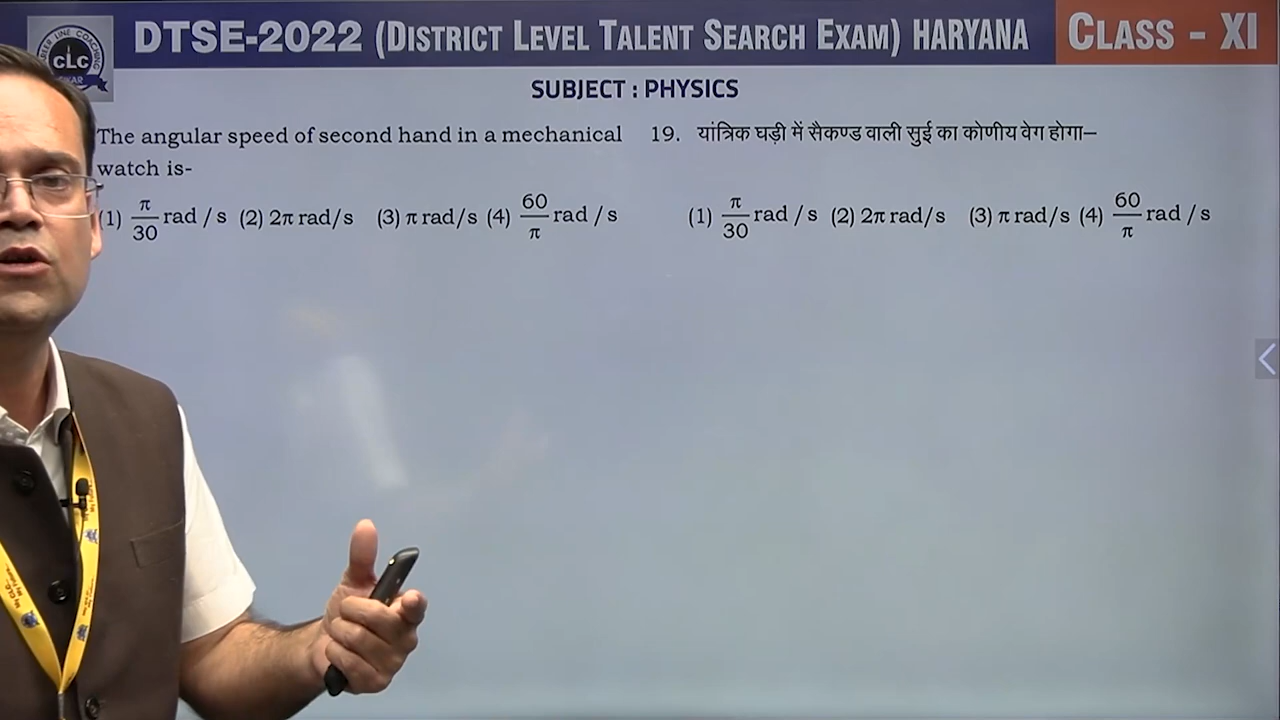 DTSE-2022 (DISTRICT LEVEL TALENT SEARCH EXAM) HARYANA
CLASS - XI
CLC
SIKAR
SUBJECT : PHYSICS
The angular speed of second hand in a mechanical
watch is-
(1) π/30 rad / s (2) 2π rad/s (3) π rad/s (4) 60/π rad / s
19. यांत्रिक घड़ी में सैकण्ड वाली सुई का कोणीय वेग होगा–
(1) π/30 rad / s (2) 2π rad/s (3) π rad/s (4) 60/π rad / s